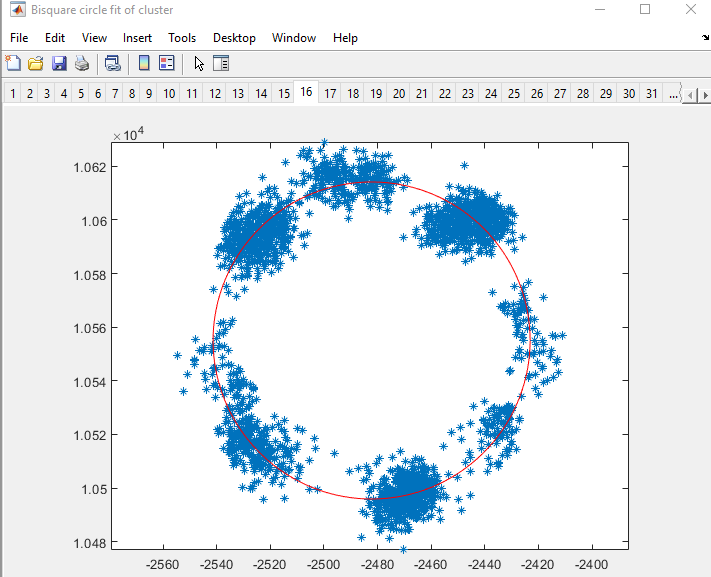 Bisquare circle fit of cluster
File Edit View Insert Tools Desktop Window Help
1 2 3 4 5 6 7 8 9 10 11 12 13 14 15 16 17 18 19 20 21 22 23 24 25 26 27 28 29 30 31 ...
×10⁴
1.062
1.06
1.058
1.056
1.054
1.052
1.05
1.048
-2560 -2540 -2520 -2500 -2480 -2460 -2440 -2420 -2400